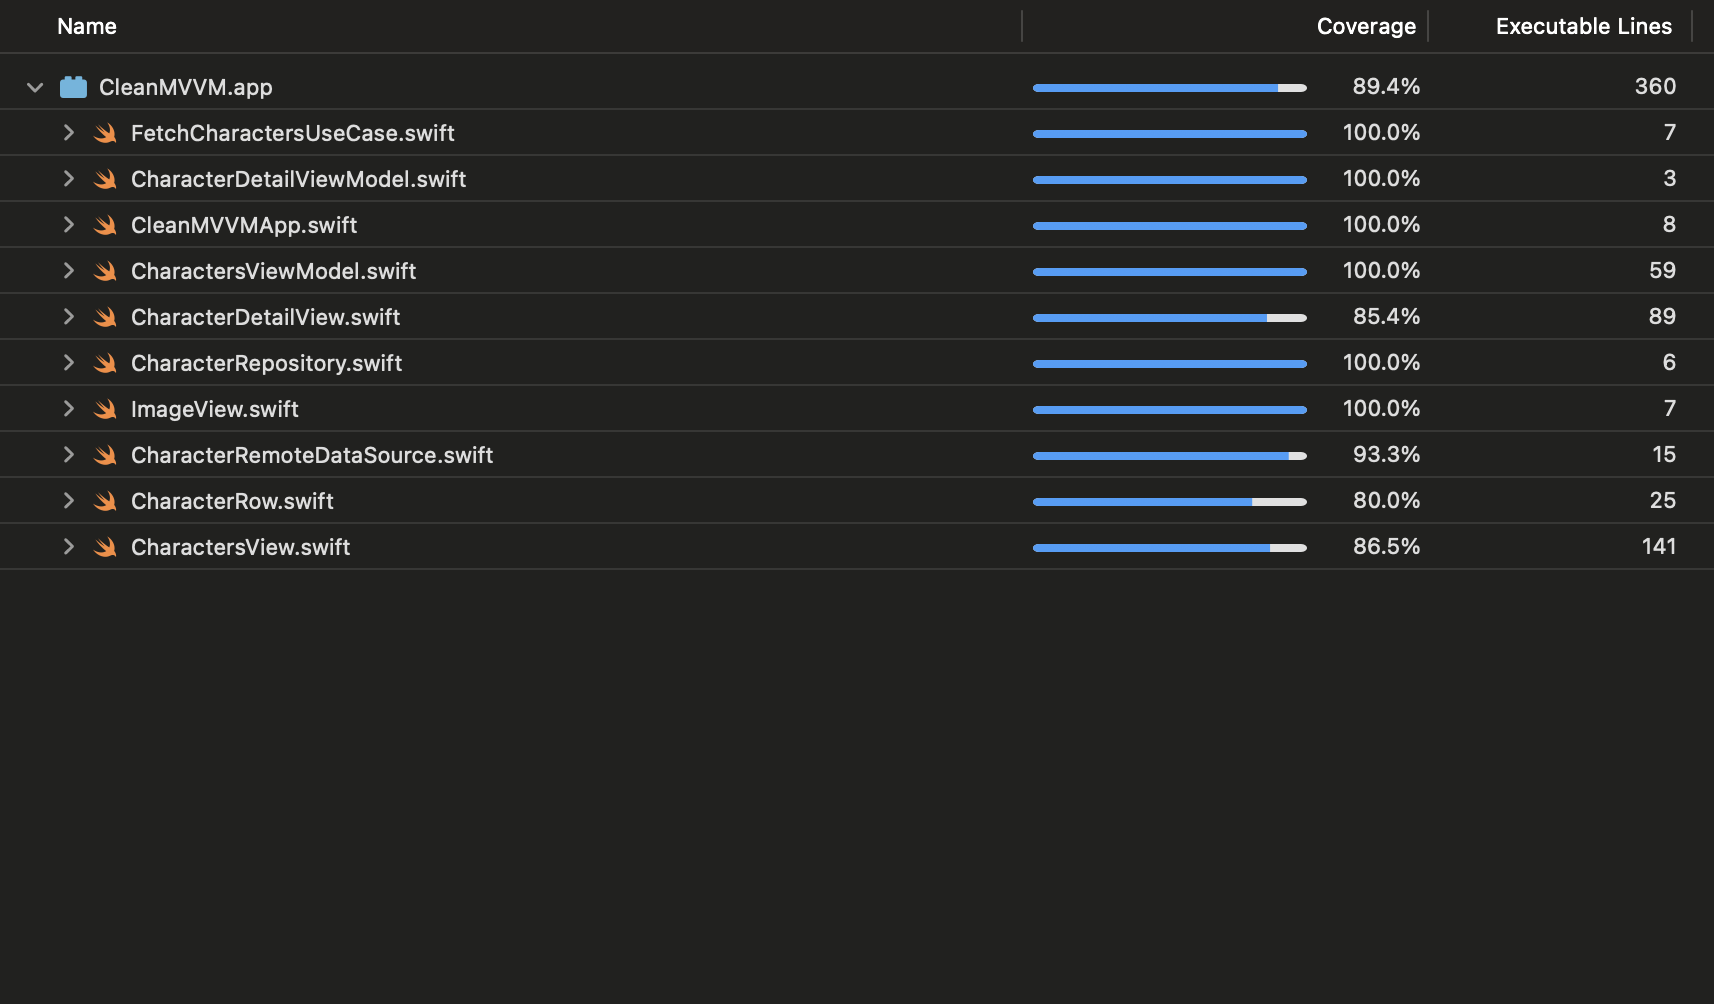 Name Coverage Executable Lines
CleanMVVM.app 89.4% 360
FetchCharactersUseCase.swift 100.0% 7
CharacterDetailViewModel.swift 100.0% 3
CleanMVVMApp.swift 100.0% 8
CharactersViewModel.swift 100.0% 59
CharacterDetailView.swift 85.4% 89
CharacterRepository.swift 100.0% 6
ImageView.swift 100.0% 7
CharacterRemoteDataSource.swift 93.3% 15
CharacterRow.swift 80.0% 25
CharactersView.swift 86.5% 141